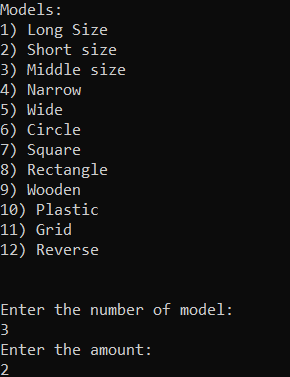 Models:
1) Long Size
2) Short size
3) Middle size
4) Narrow
5) Wide
6) Circle
7) Square
8) Rectangle
9) Wooden
10) Plastic
11) Grid
12) Reverse
Enter the number of model:
3
Enter the amount:
2